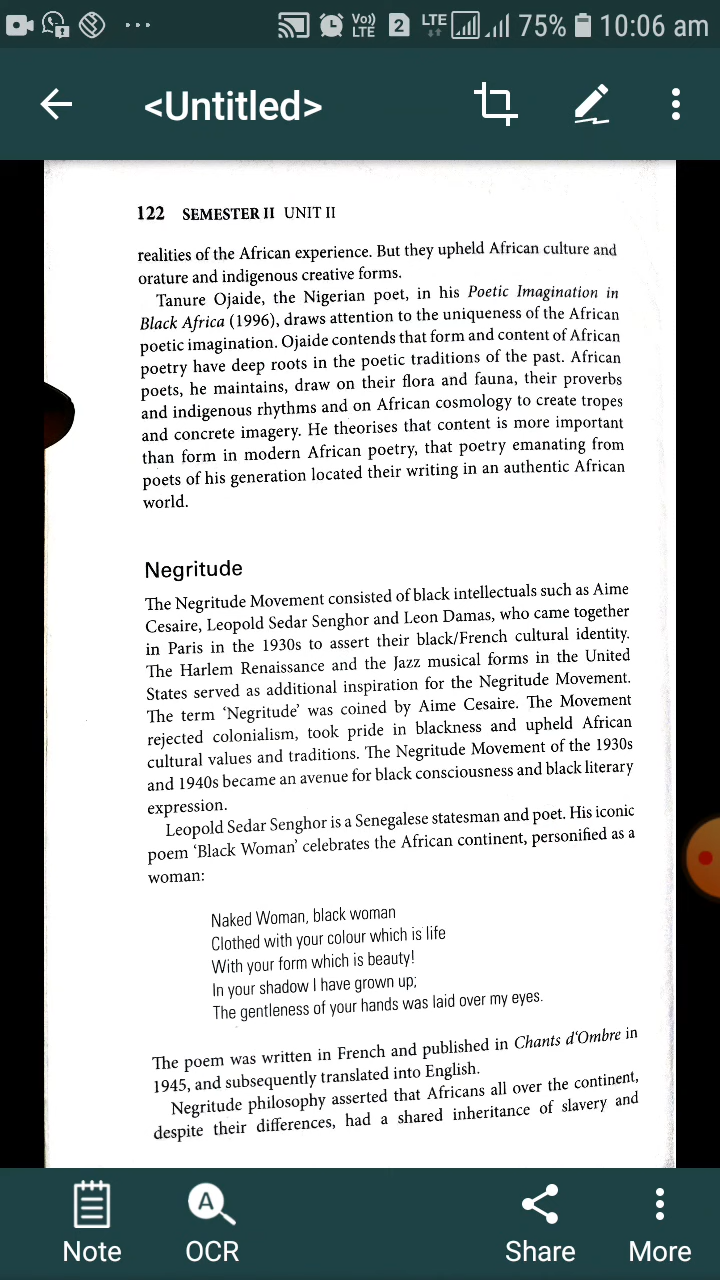 Vo))
LTE
2
LTE
75%
10:06 am
<Untitled>
122 SEMESTER II UNIT II
realities of the African experience. But they upheld African culture and
orature and indigenous creative forms.
Tanure Ojaide, the Nigerian poet, in his Poetic Imagination in
Black Africa (1996), draws attention to the uniqueness of the African
poetic imagination. Ojaide contends that form and content of African
poetry have deep roots in the poetic traditions of the past. African
poets, he maintains, draw on their flora and fauna, their proverbs
and indigenous rhythms and on African cosmology to create tropes
and concrete imagery. He theorises that content is more important
than form in modern African poetry, that poetry emanating from
poets of his generation located their writing in an authentic African
world.
Negritude
The Negritude Movement consisted of black intellectuals such as Aime
Cesaire, Leopold Sedar Senghor and Leon Damas, who came together
in Paris in the 1930s to assert their black/French cultural identity.
The Harlem Renaissance and the Jazz musical forms in the United
States served as additional inspiration for the Negritude Movement.
The term ‘Negritude’ was coined by Aime Cesaire. The Movement
rejected colonialism, took pride in blackness and upheld African
cultural values and traditions. The Negritude Movement of the 1930s
and 1940s became an avenue for black consciousness and black literary
expression.
Leopold Sedar Senghor is a Senegalese statesman and poet. His iconic
poem ‘Black Woman’ celebrates the African continent, personified as a
woman:
Naked Woman, black woman
Clothed with your colour which is life
With your form which is beauty!
In your shadow I have grown up;
The gentleness of your hands was laid over my eyes.
The poem was written in French and published in Chants d‘Ombre in
1945, and subsequently translated into English.
Negritude philosophy asserted that Africans all over the continent,
despite their differences, had a shared inheritance of slavery and
A
Note
OCR
Share
More